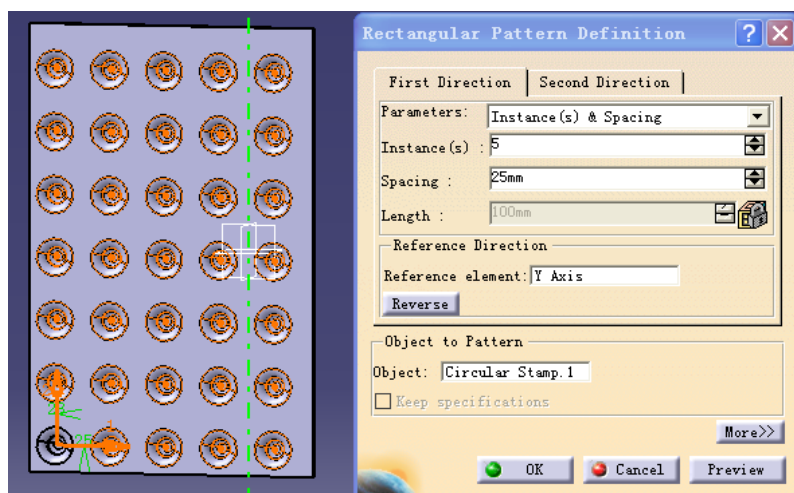 Rectangular Pattern Definition
First Direction
Second Direction
Parameters: Instance(s) & Spacing
Instance(s) : 5
Spacing : 25mm
Length : 100mm
Reference Direction
Reference element: Y Axis
Reverse
Object to Pattern
Object: Circular Stamp.1
Keep specifications
More>>
OK
Cancel
Preview